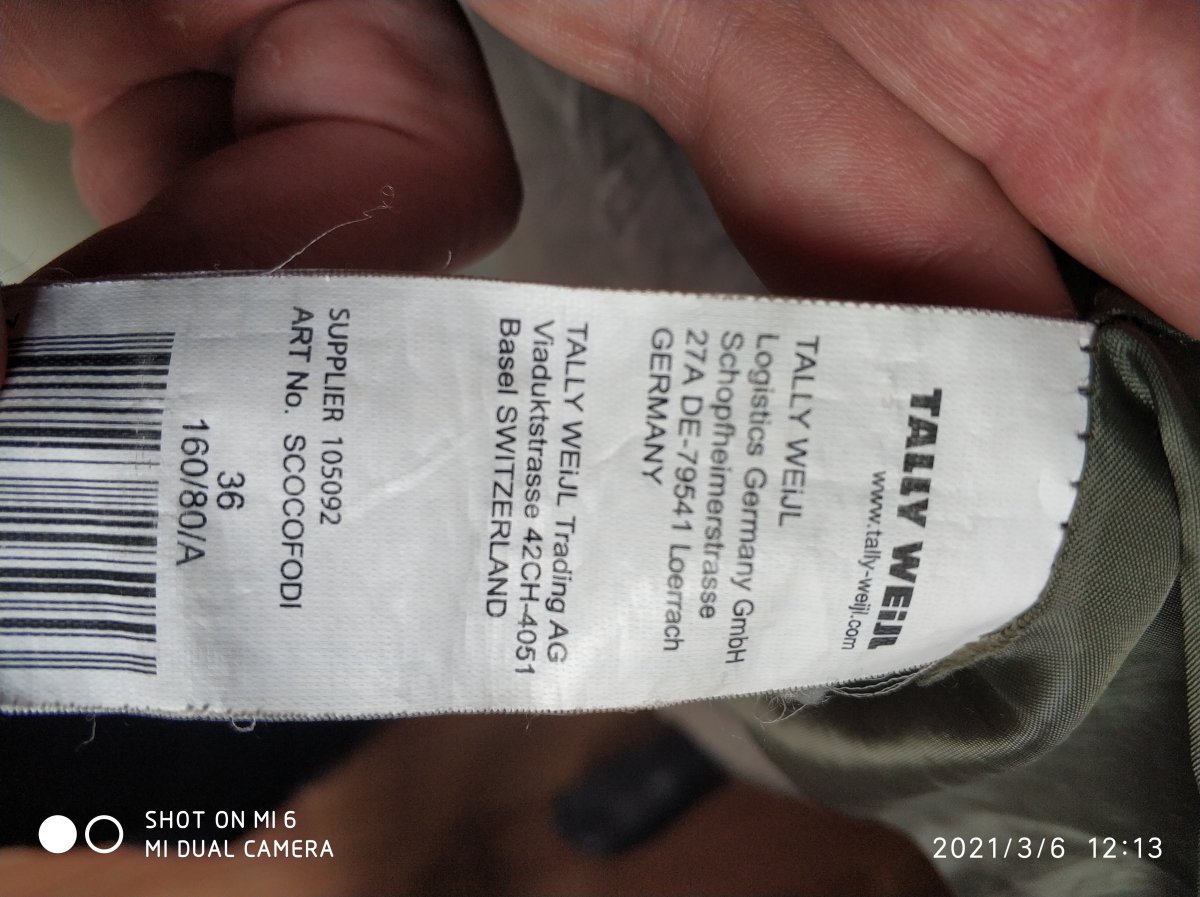 TALLY WEiJL
www.tally-weijl.com
TALLY WEiJL
Logistics Germany GmbH
Schopfheimerstrasse
27A DE-79541 Loerrach
GERMANY
TALLY WEiJL Trading AG
Viaduktstrasse 42CH-4051
Basel SWITZERLAND
SUPPLIER 105092
ART No. SCOCOFODI
36
160/80/A
SHOT ON MI 6
MI DUAL CAMERA
2021/3/6 12:13